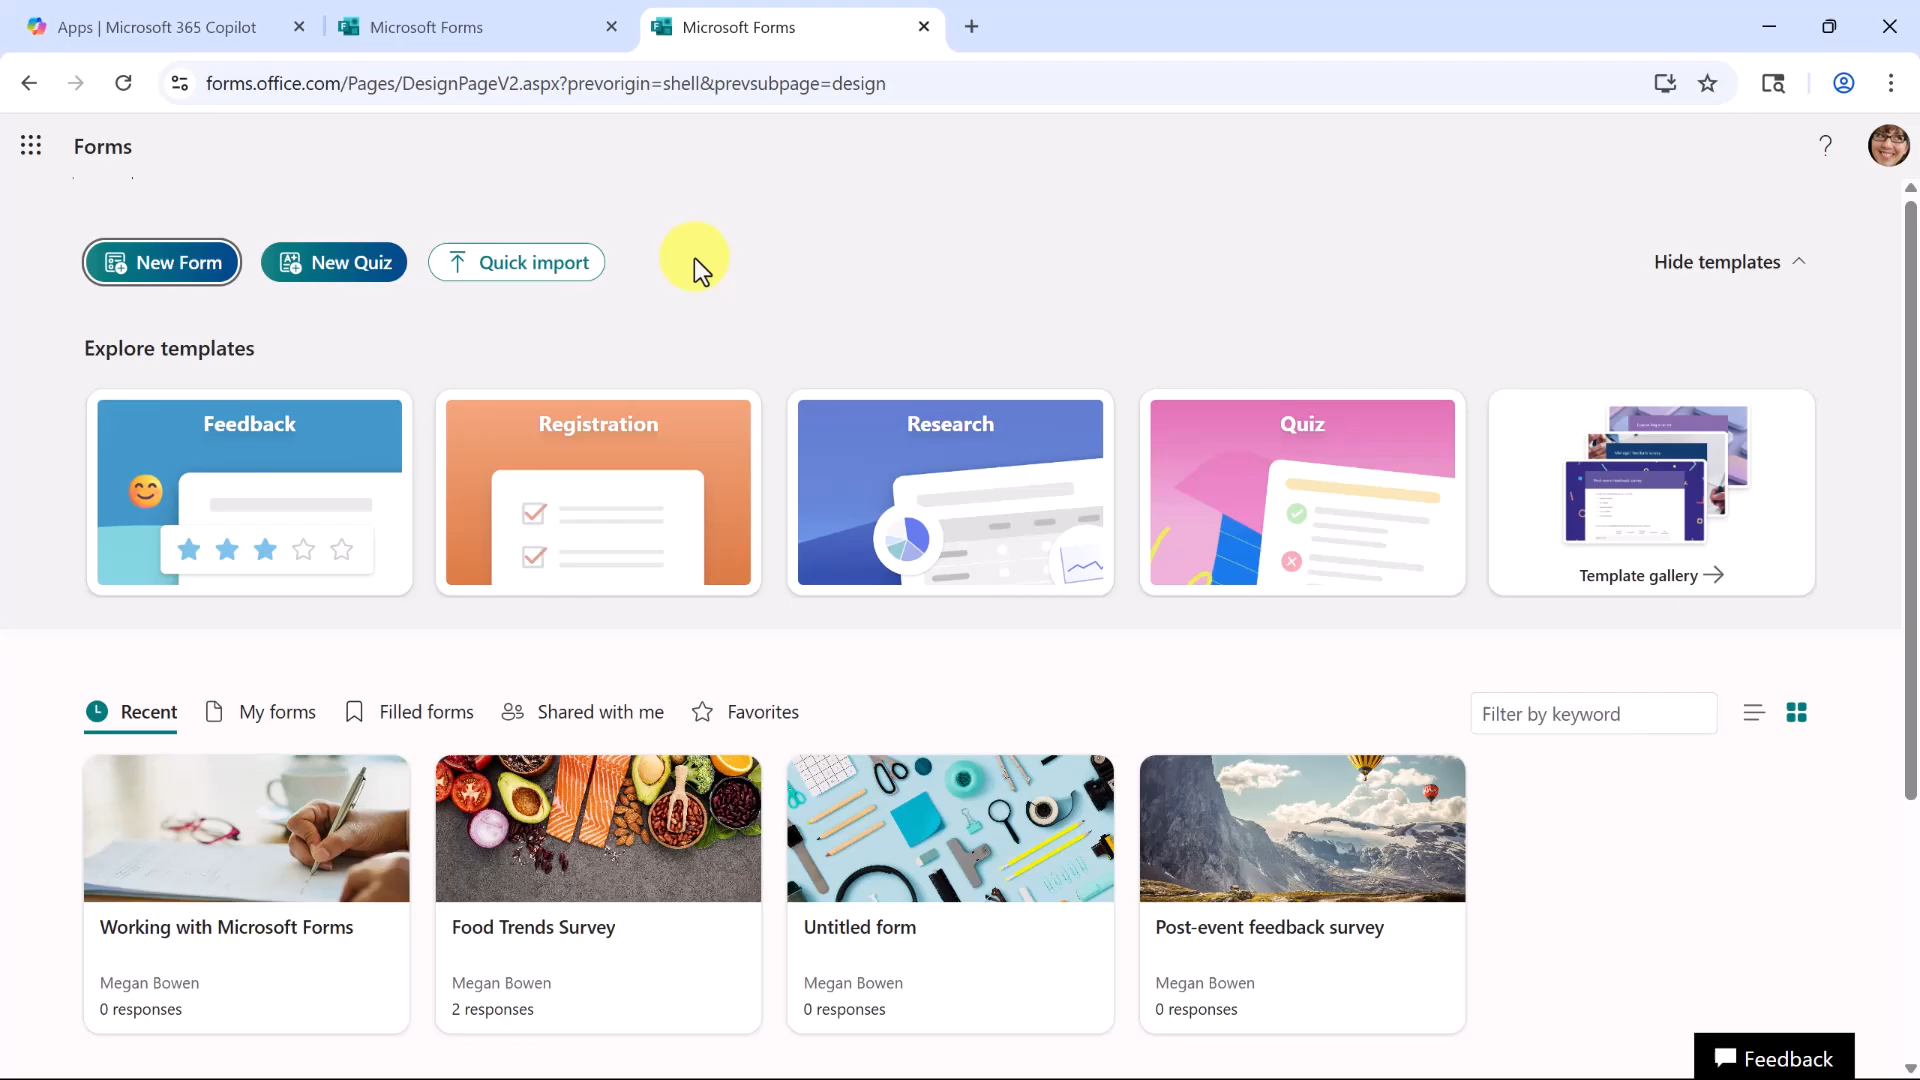 Apps | Microsoft 365 Copilot
Microsoft Forms
Microsoft Forms
forms.office.com/Pages/DesignPageV2.aspx?prevorigin=shell&prevsubpage=design
Forms
New Form
New Quiz
Quick import
Hide templates
Explore templates
Feedback
Registration
Research
Quiz
Template gallery
Recent
My forms
Filled forms
Shared with me
Favorites
Filter by keyword
Working with Microsoft Forms
Megan Bowen
0 responses
Food Trends Survey
Megan Bowen
2 responses
Untitled form
Megan Bowen
0 responses
Post-event feedback survey
Megan Bowen
0 responses
Feedback